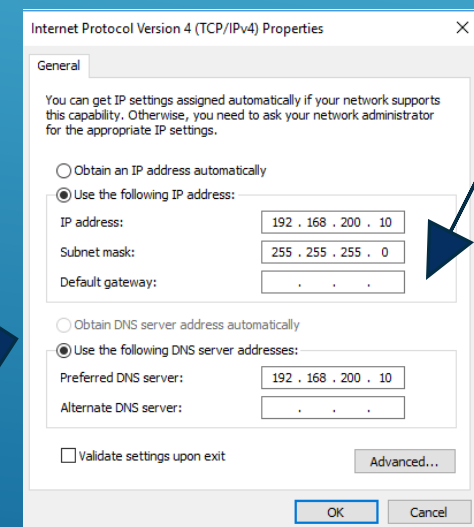 Internet Protocol Version 4 (TCP/IPv4) Properties
General
You can get IP settings assigned automatically if your network supports
this capability. Otherwise, you need to ask your network administrator
for the appropriate IP settings.
Obtain an IP address automatically
Use the following IP address:
IP address: 192 . 168 . 200 . 10
Subnet mask: 255 . 255 . 255 . 0
Default gateway: . . .
Obtain DNS server address automatically
Use the following DNS server addresses:
Preferred DNS server: 192 . 168 . 200 . 10
Alternate DNS server: . . .
Validate settings upon exit
Advanced...
OK Cancel